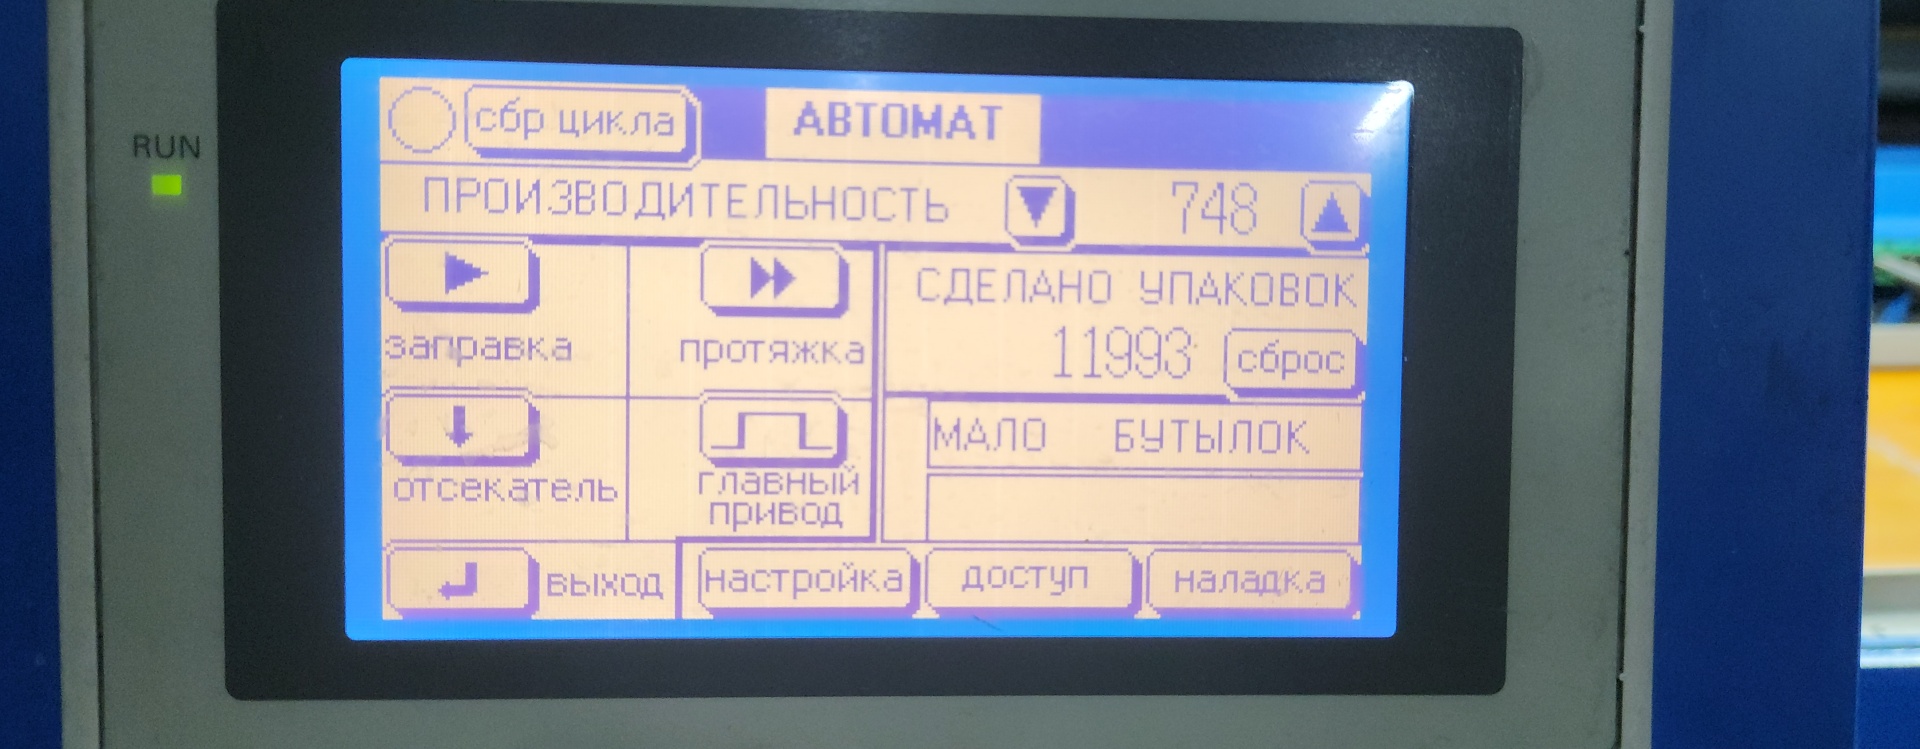 RUN
сбр цикла
АВТОМАТ
ПРОИЗВОДИТЕЛЬНОСТЬ 748
заправка
протяжка
СДЕЛАНО УПАКОВОК
11993 сброс
отсекатель
главный
привод
МАЛО БУТЫЛОК
выход
настройка
доступ
наладка